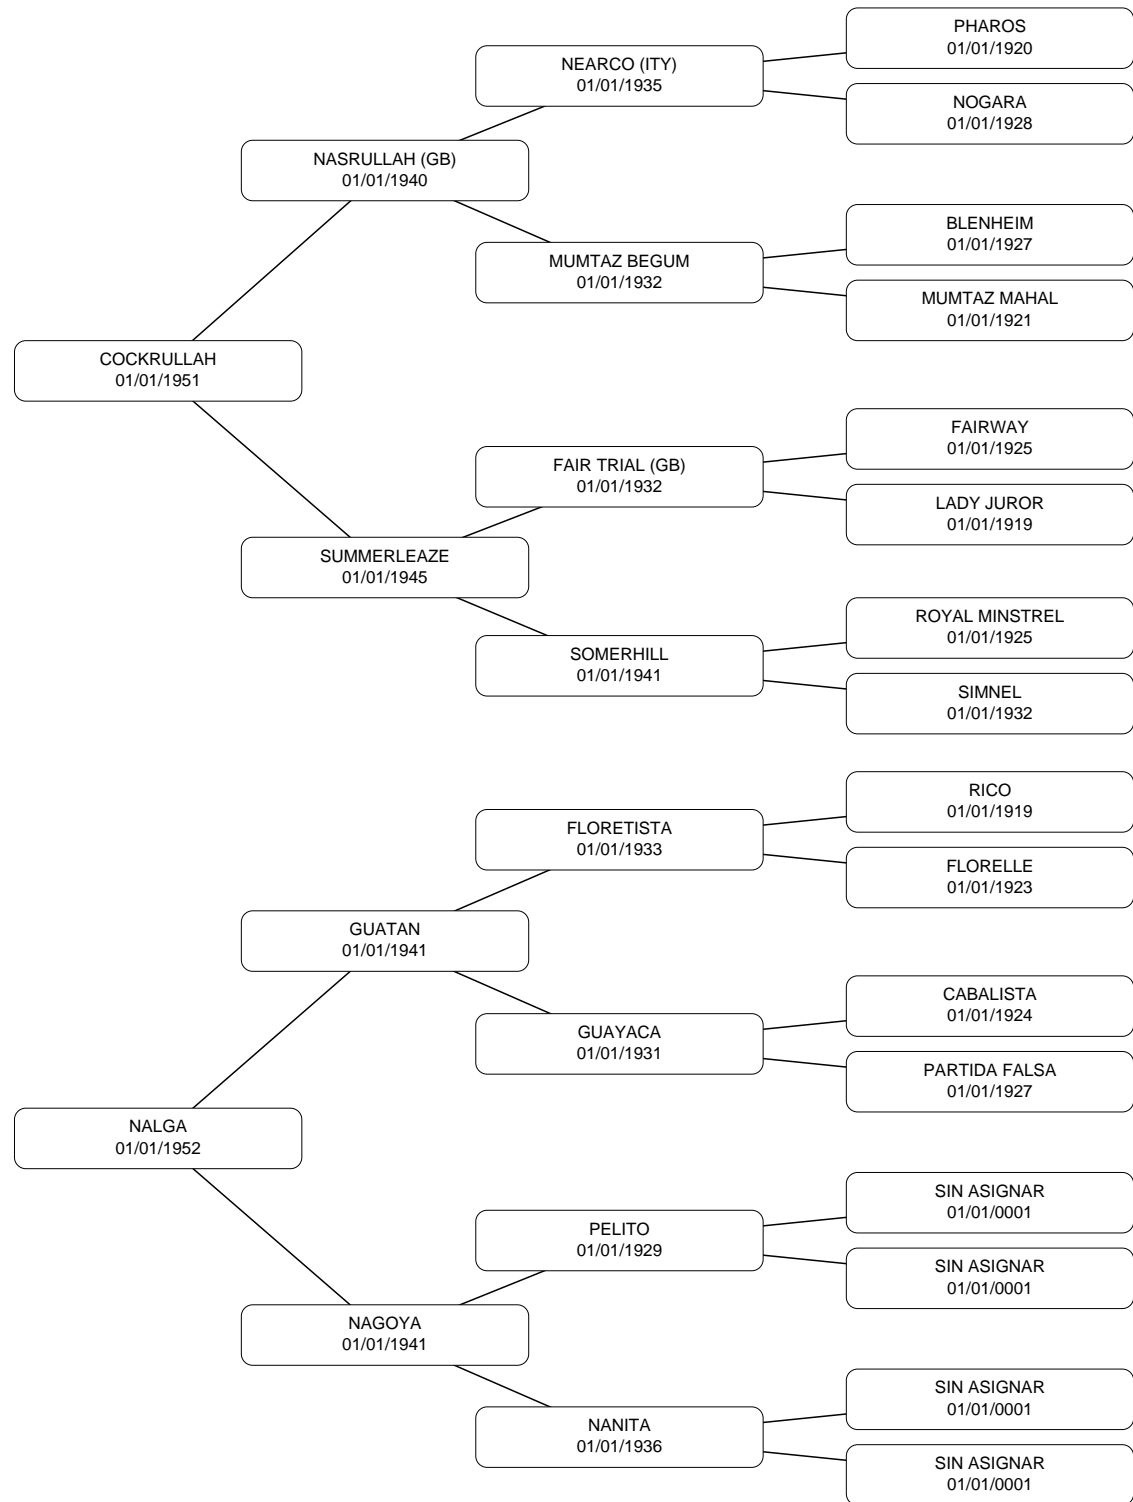 PHAROS
01/01/1920
NEARCO (ITY)
01/01/1935
NOGARA
01/01/1928
NASRULLAH (GB)
01/01/1940
BLENHEIM
01/01/1927
MUMTAZ BEGUM
01/01/1932
MUMTAZ MAHAL
01/01/1921
COCKRULLAH
01/01/1951
FAIRWAY
01/01/1925
FAIR TRIAL (GB)
01/01/1932
LADY JUROR
01/01/1919
SUMMERLEAZE
01/01/1945
ROYAL MINSTREL
01/01/1925
SOMERHILL
01/01/1941
SIMNEL
01/01/1932
RICO
01/01/1919
FLORETISTA
01/01/1933
FLORELLE
01/01/1923
GUATAN
01/01/1941
CABALISTA
01/01/1924
GUAYACA
01/01/1931
PARTIDA FALSA
01/01/1927
NALGA
01/01/1952
SIN ASIGNAR
01/01/0001
PELITO
01/01/1929
SIN ASIGNAR
01/01/0001
NAGOYA
01/01/1941
SIN ASIGNAR
01/01/0001
NANITA
01/01/1936
SIN ASIGNAR
01/01/0001